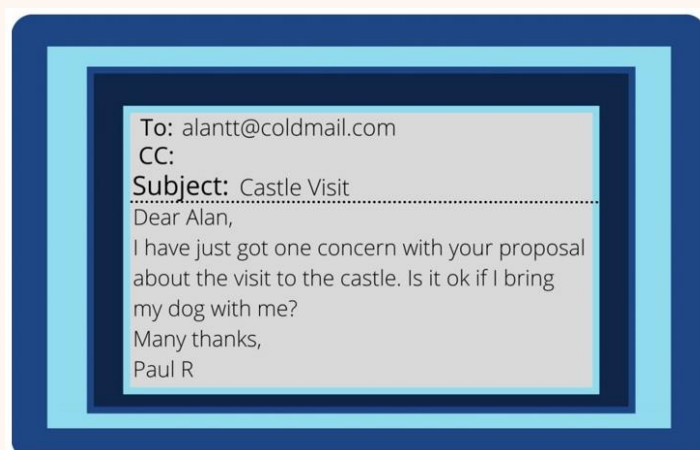 To: alantt@coldmail.com
CC:
Subject: Castle Visit
Dear Alan,
I have just got one concern with your proposal
about the visit to the castle. Is it ok if I bring
my dog with me?
Many thanks,
Paul R